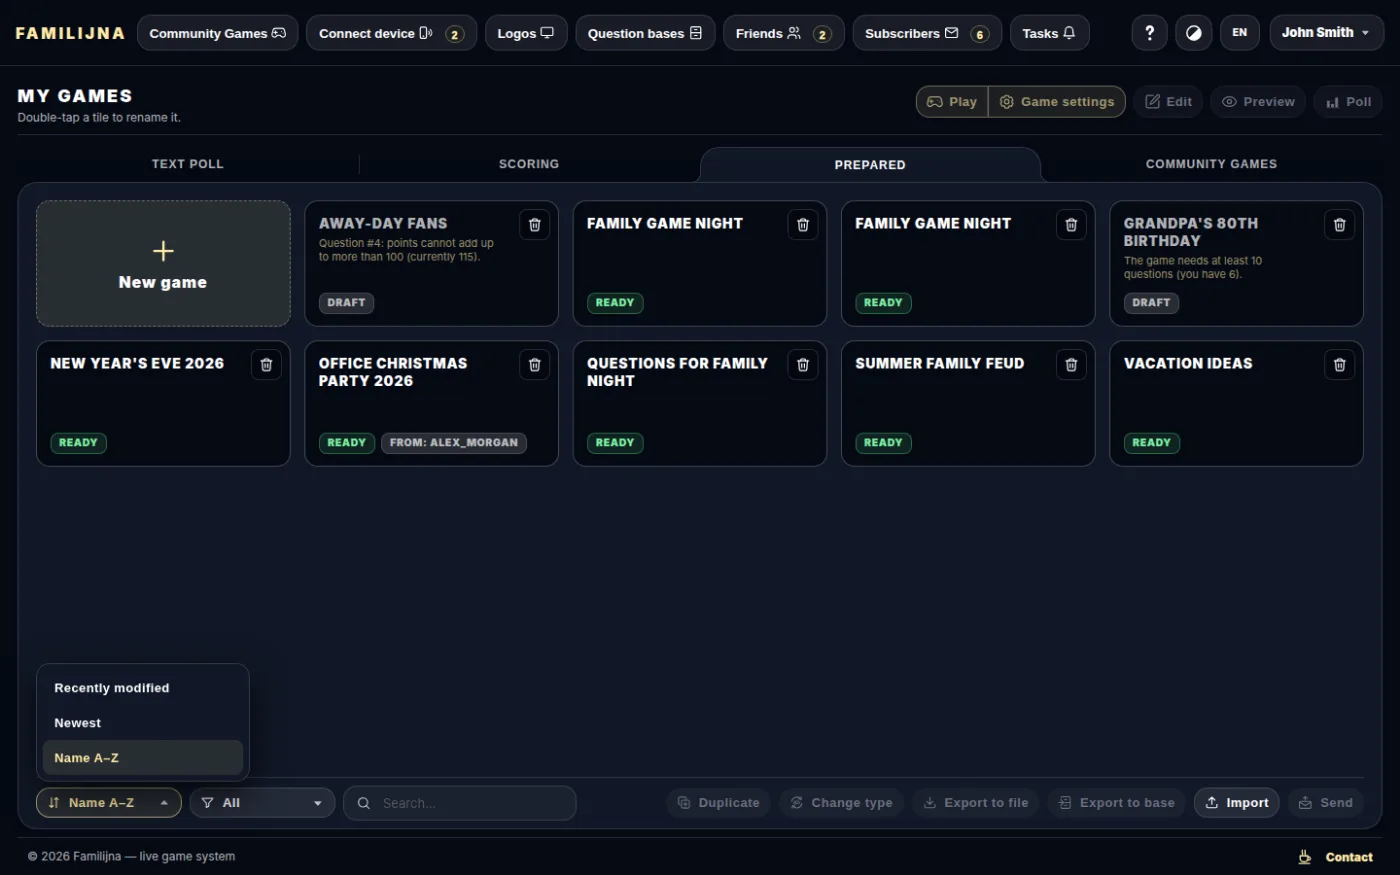 FAMILIJNA
Community Games
Connect device 2
Logos
Question bases
Friends 2
Subscribers 6
Tasks
?
EN
John Smith
MY GAMES
Double-tap a tile to rename it.
Play
Game settings
Edit
Preview
Poll
TEXT POLL
SCORING
PREPARED
COMMUNITY GAMES
New game
AWAY-DAY FANS
Question #4: points cannot add up
to more than 100 (currently 115).
DRAFT
FAMILY GAME NIGHT
READY
FAMILY GAME NIGHT
READY
GRANDPA'S 80TH
BIRTHDAY
The game needs at least 10
questions (you have 6).
DRAFT
NEW YEAR'S EVE 2026
READY
OFFICE CHRISTMAS
PARTY 2026
READY
FROM: ALEX_MORGAN
QUESTIONS FOR FAMILY
NIGHT
READY
SUMMER FAMILY FEUD
READY
VACATION IDEAS
READY
Recently modified
Newest
Name A–Z
Name A–Z
All
Search...
Duplicate
Change type
Export to file
Export to base
Import
Send
© 2026 Familijna — live game system
Contact